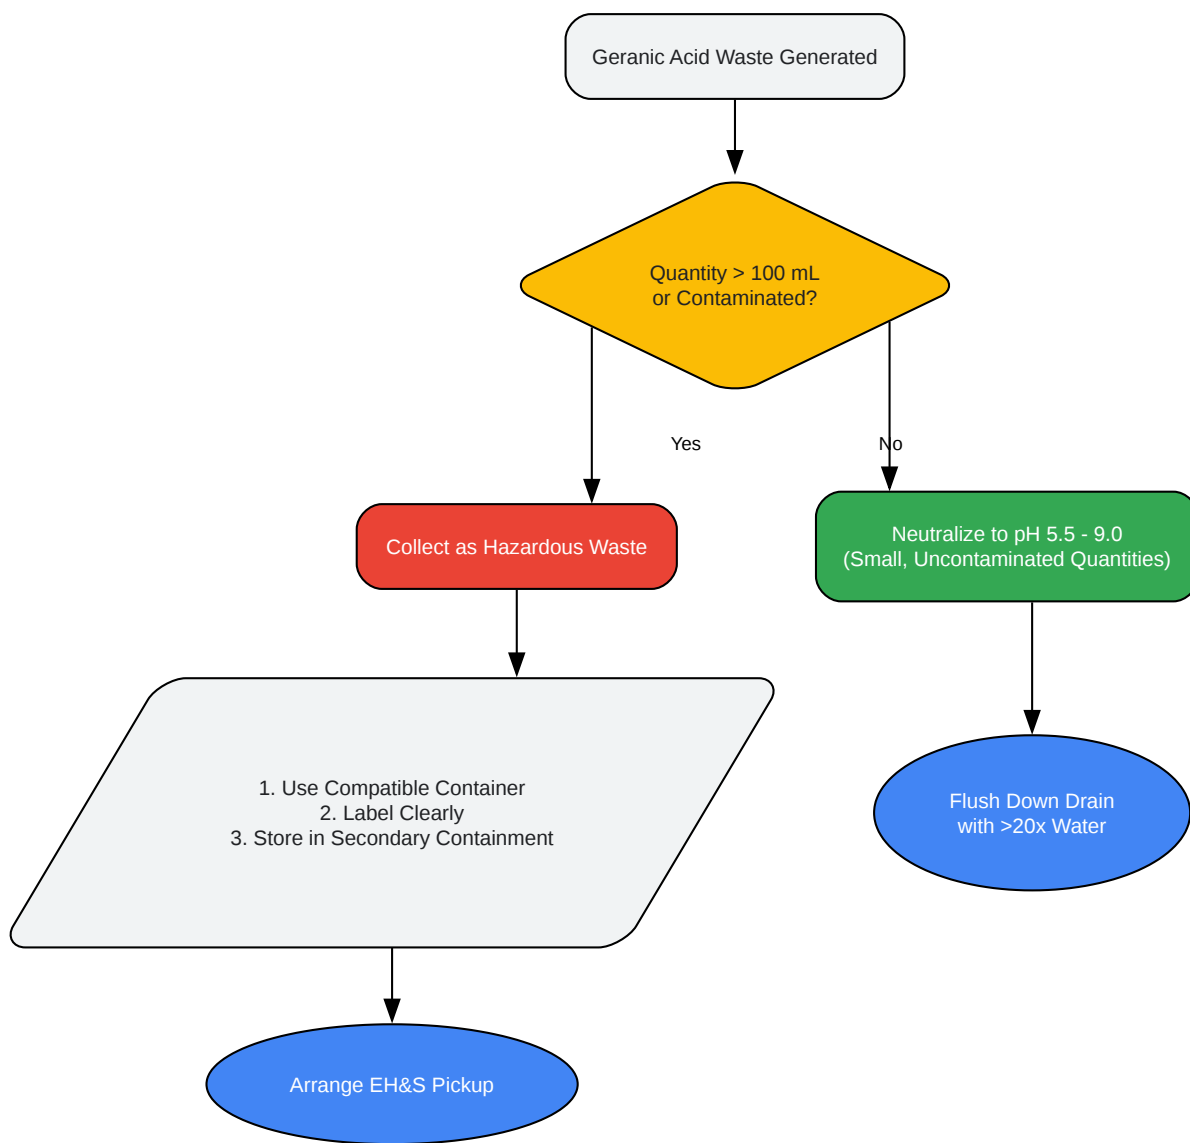 Geranic Acid Waste Generated
Quantity > 100 mL
or Contaminated?
Yes
No
Collect as Hazardous Waste
Neutralize to pH 5.5 - 9.0
(Small, Uncontaminated Quantities)
1. Use Compatible Container
2. Label Clearly
3. Store in Secondary Containment
Flush Down Drain
with >20x Water
Arrange EH&S Pickup